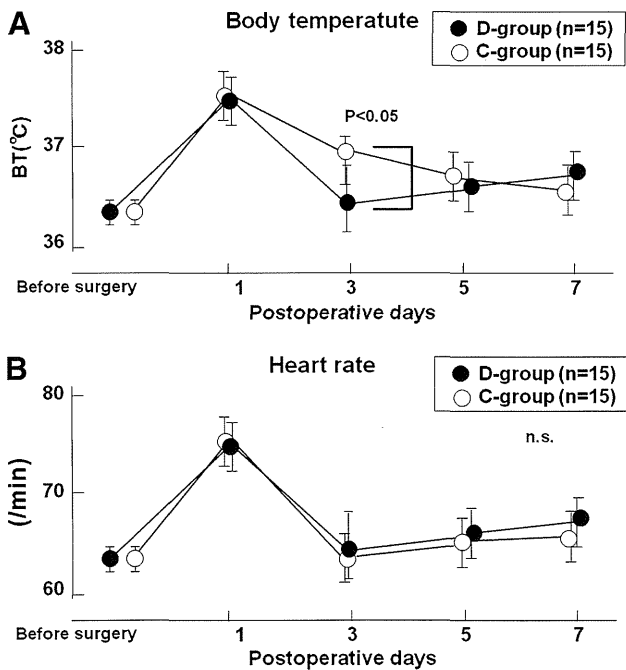 A
Body temperatute
D-group (n=15)
C-group (n=15)
38
37
36
BT(℃)
P<0.05
Before surgery 1 3 5 7
Postoperative days
B
Heart rate
D-group (n=15)
C-group (n=15)
n.s.
80
70
60
(/min)
Before surgery 1 3 5 7
Postoperative days